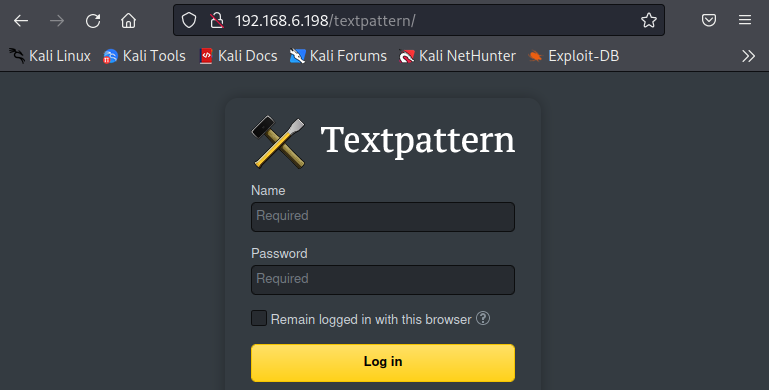 192.168.6.198/textpattern/
Kali Linux Kali Tools Kali Docs Kali Forums Kali NetHunter Exploit-DB
Textpattern
Name
Required
Password
Required
Remain logged in with this browser ?
Log in